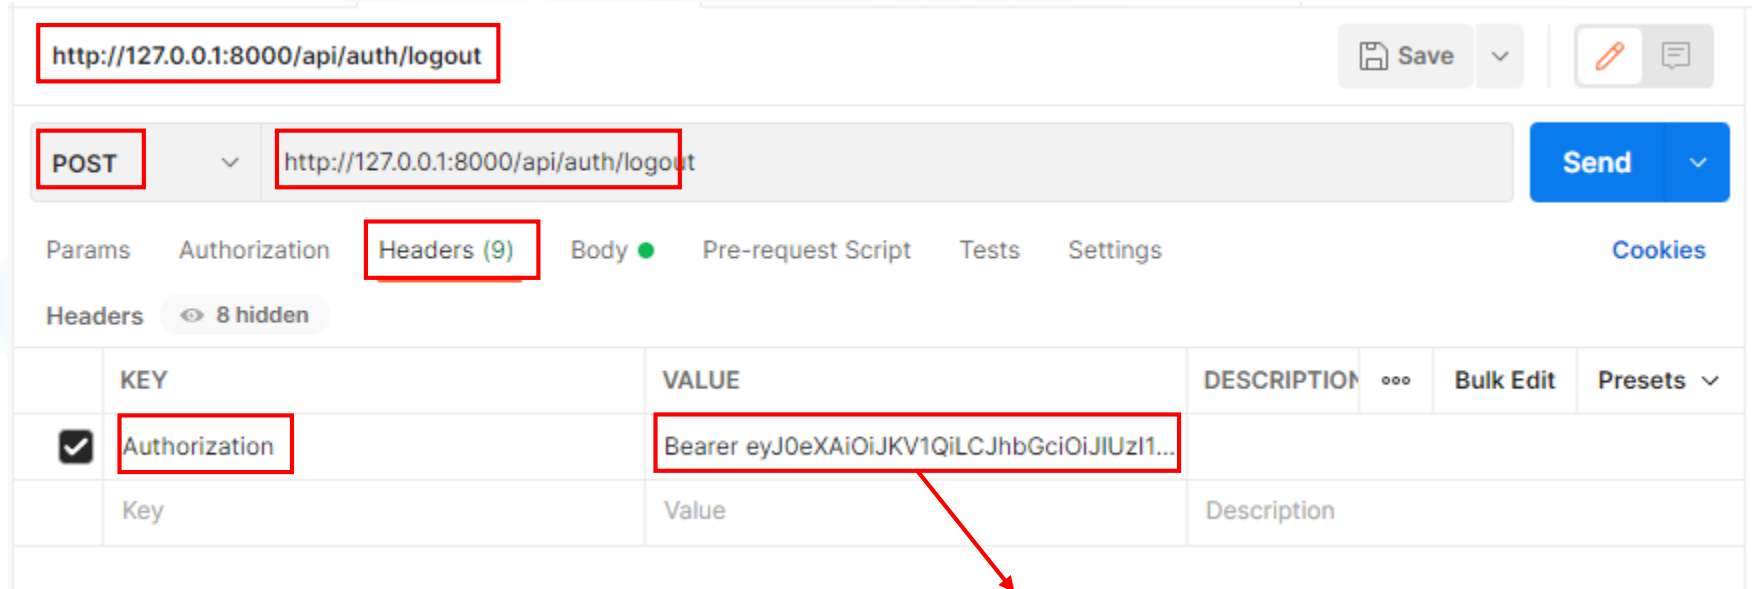 http://127.0.0.1:8000/api/auth/logout
Save
POST
http://127.0.0.1:8000/api/auth/logout
Send
Params Authorization Headers (9) Body Pre-request Script Tests Settings Cookies
Headers 8 hidden
KEY VALUE DESCRIPTION ooo Bulk Edit Presets
Authorization Bearer eyJ0eXAiOiJKV1QiLCJhbGciOiJIUzI1...
Key Value Description